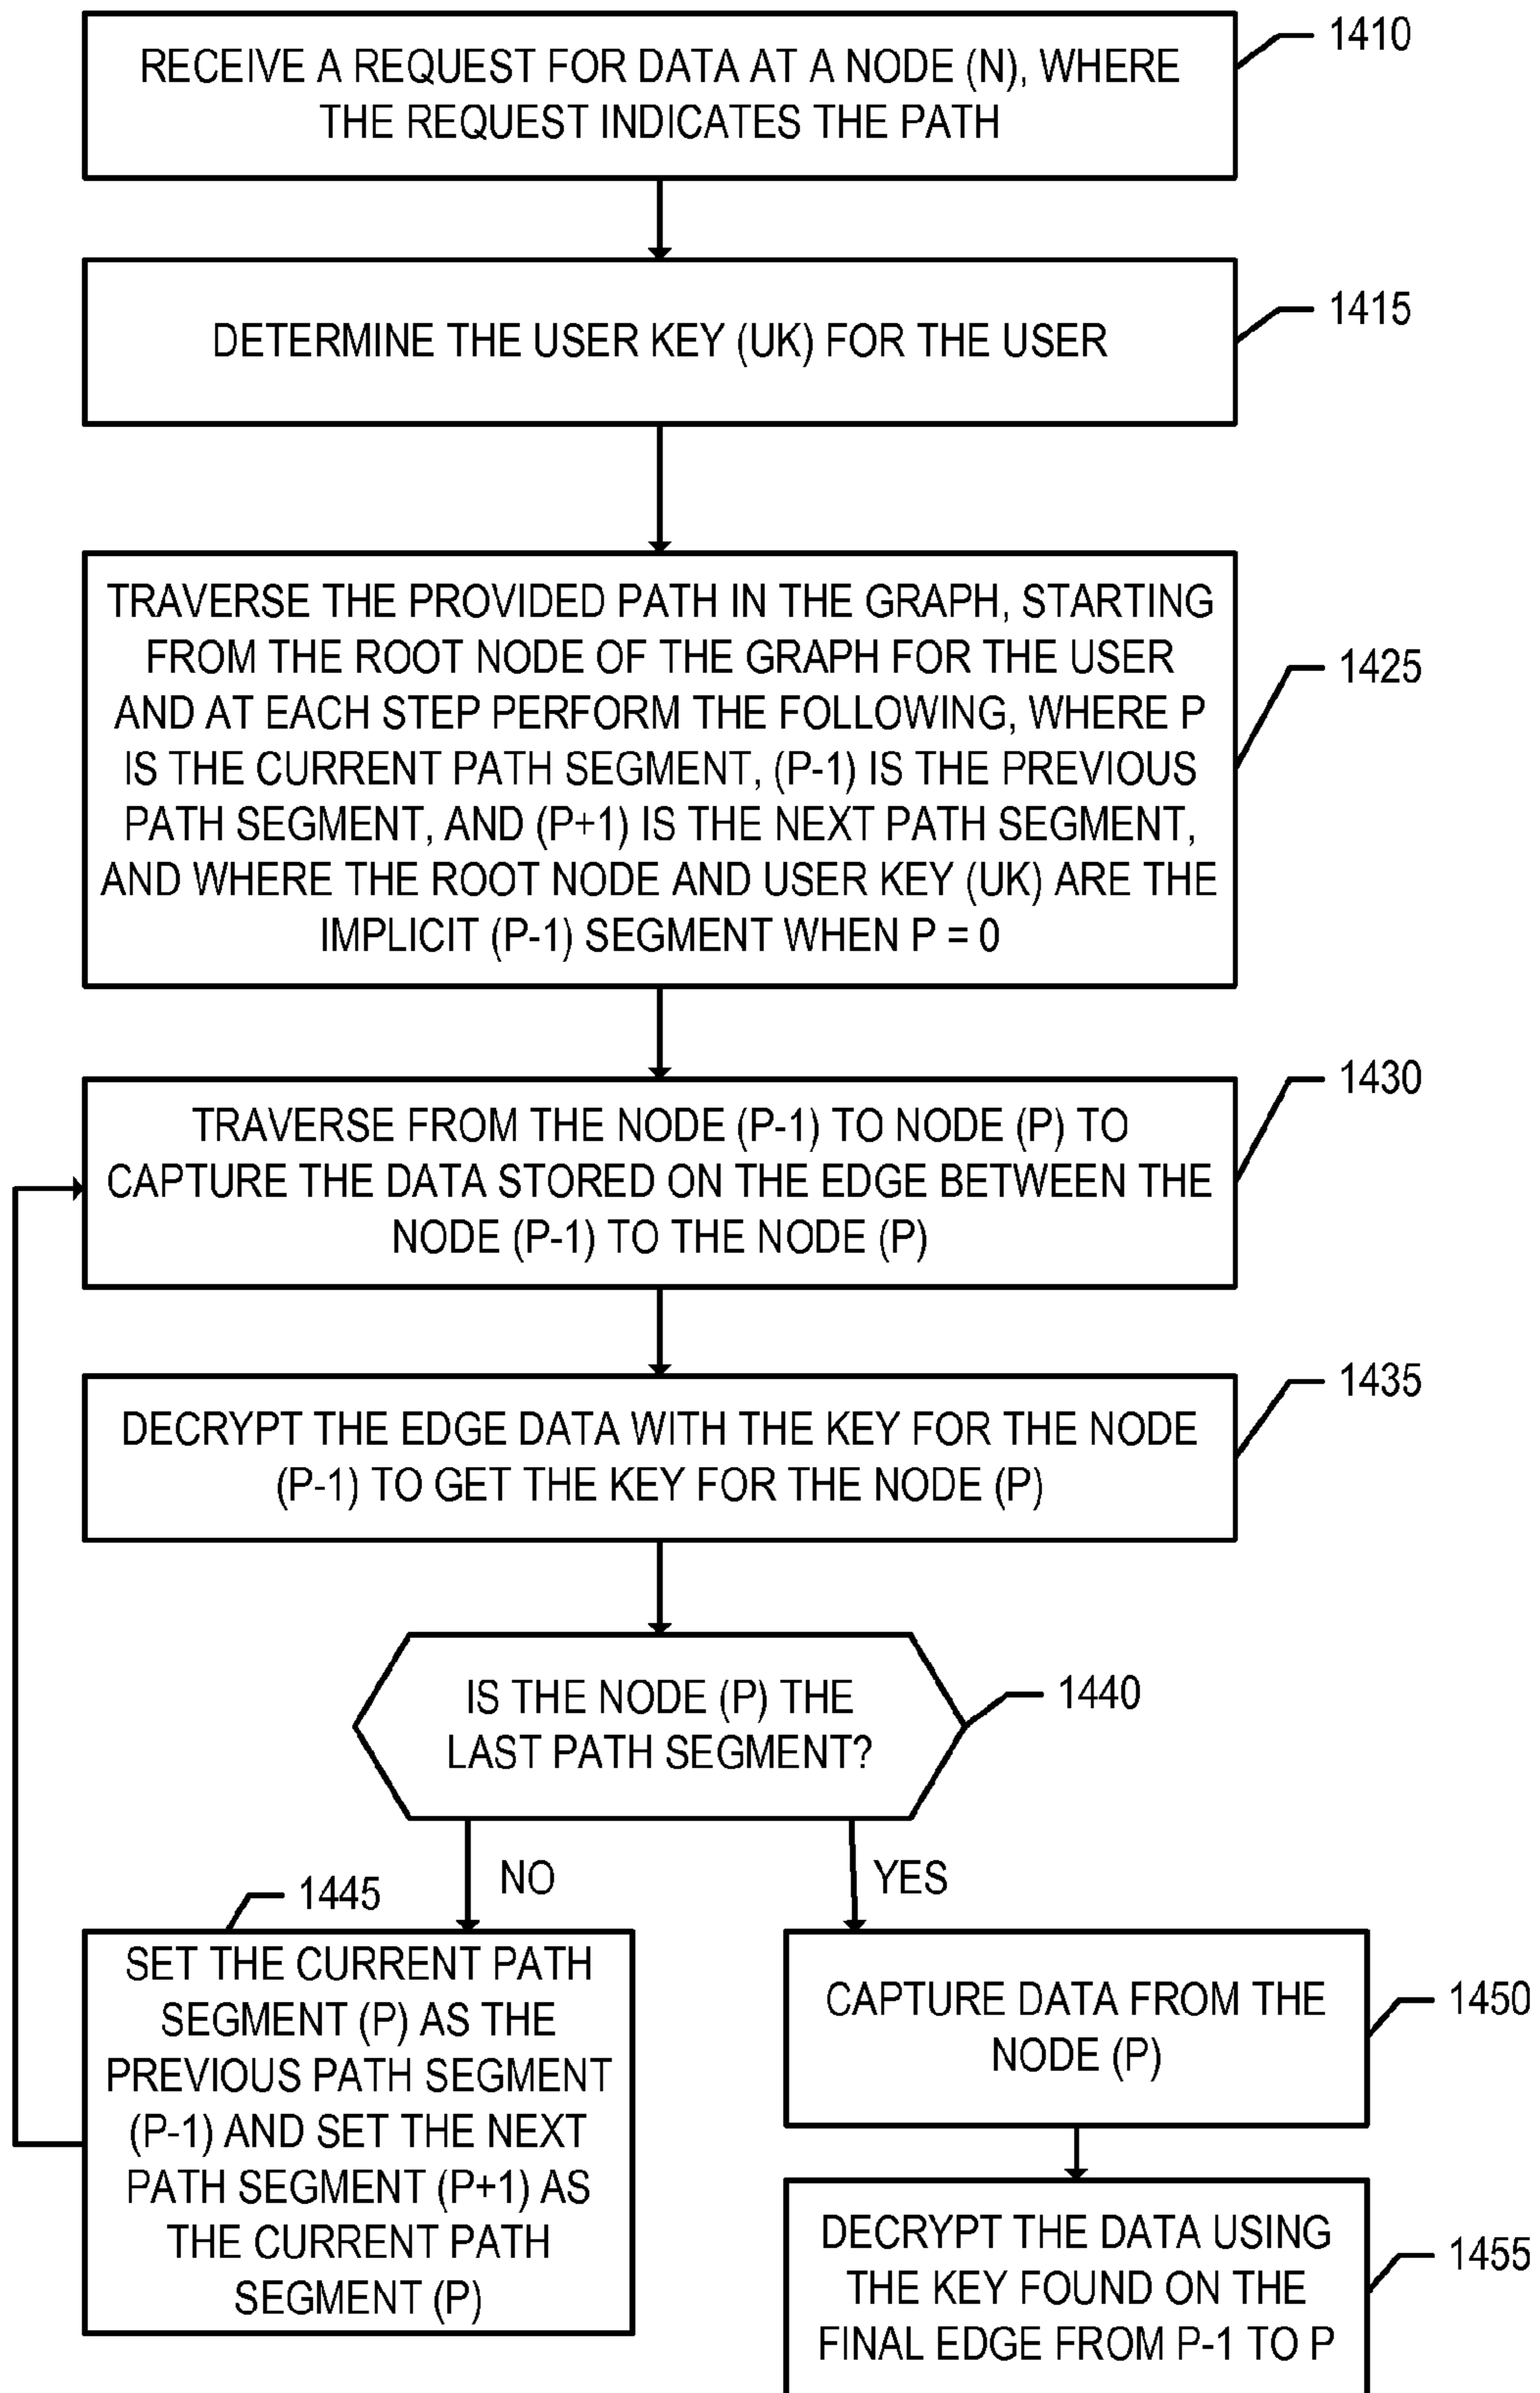 1410
RECEIVE A REQUEST FOR DATA AT A NODE (N), WHERE
THE REQUEST INDICATES THE PATH
1415
DETERMINE THE USER KEY (UK) FOR THE USER
1425
TRAVERSE THE PROVIDED PATH IN THE GRAPH, STARTING
FROM THE ROOT NODE OF THE GRAPH FOR THE USER
AND AT EACH STEP PERFORM THE FOLLOWING, WHERE P
IS THE CURRENT PATH SEGMENT, (P-1) IS THE PREVIOUS
PATH SEGMENT, AND (P+1) IS THE NEXT PATH SEGMENT,
AND WHERE THE ROOT NODE AND USER KEY (UK) ARE THE
IMPLICIT (P-1) SEGMENT WHEN P = 0
1430
TRAVERSE FROM THE NODE (P-1) TO NODE (P) TO
CAPTURE THE DATA STORED ON THE EDGE BETWEEN THE
NODE (P-1) TO THE NODE (P)
1435
DECRYPT THE EDGE DATA WITH THE KEY FOR THE NODE
(P-1) TO GET THE KEY FOR THE NODE (P)
1440
IS THE NODE (P) THE
LAST PATH SEGMENT?
NO
YES
1445
SET THE CURRENT PATH
SEGMENT (P) AS THE
PREVIOUS PATH SEGMENT
(P-1) AND SET THE NEXT
PATH SEGMENT (P+1) AS
THE CURRENT PATH
SEGMENT (P)
1450
CAPTURE DATA FROM THE
NODE (P)
1455
DECRYPT THE DATA USING
THE KEY FOUND ON THE
FINAL EDGE FROM P-1 TO P